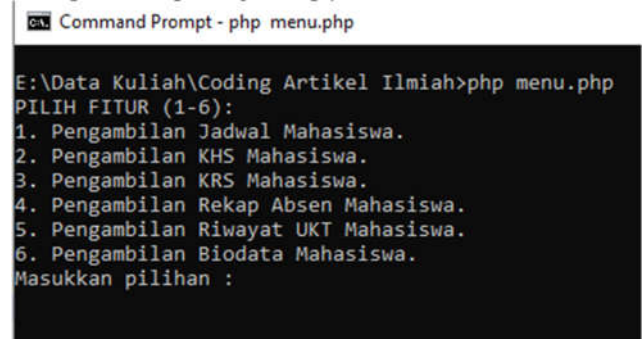 Command Prompt - php menu.php
E:\Data Kuliah\Coding Artikel Ilmiah>php menu.php
PILIH FITUR (1-6):
1. Pengambilan Jadwal Mahasiswa.
2. Pengambilan KHS Mahasiswa.
3. Pengambilan KRS Mahasiswa.
4. Pengambilan Rekap Absen Mahasiswa.
5. Pengambilan Riwayat UKT Mahasiswa.
6. Pengambilan Biodata Mahasiswa.
Masukkan pilihan :